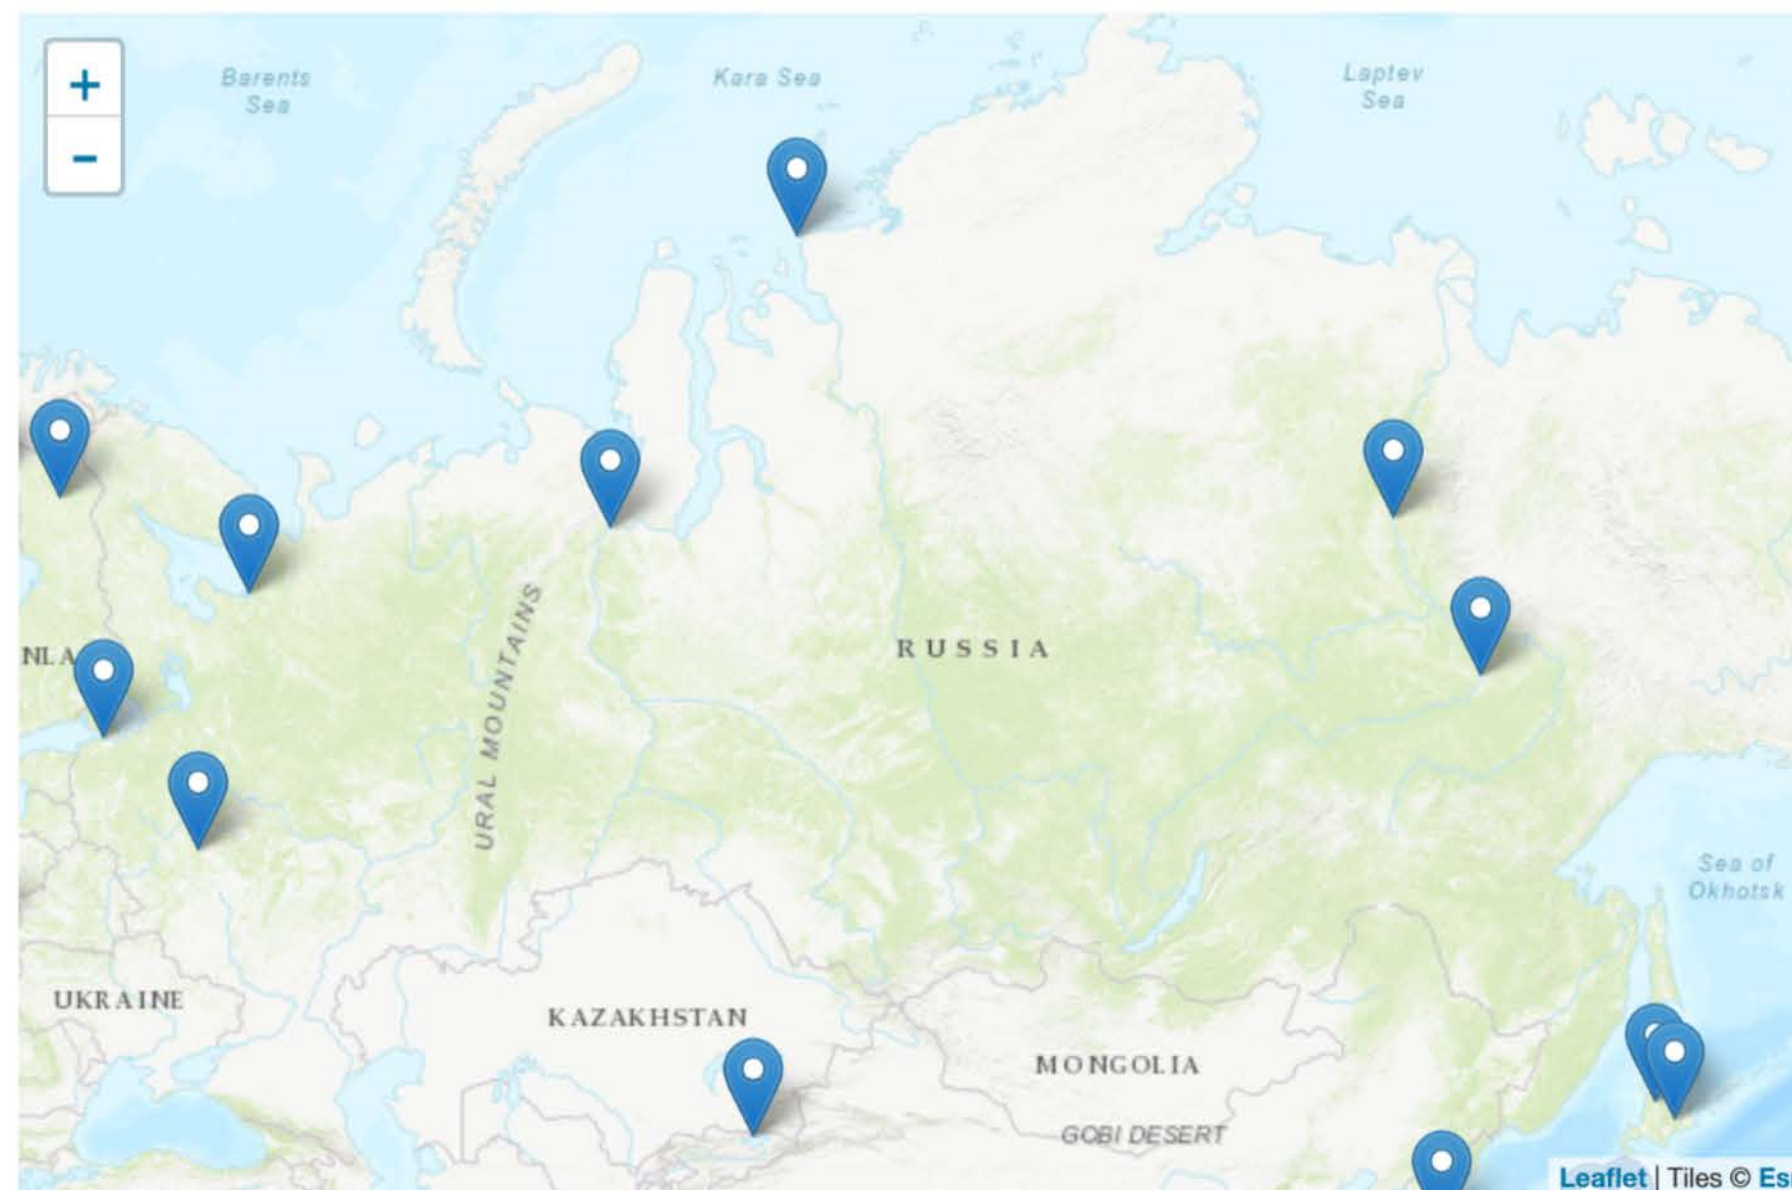 +
Barents
Sea
Kara Sea
Laptev
Sea
−
NLA
RUSSIA
URAL MOUNTAINS
Sea of
Okhotsk
UKRAINE
KAZAKHSTAN
MONGOLIA
GOBI DESERT
Leaflet | Tiles © Es